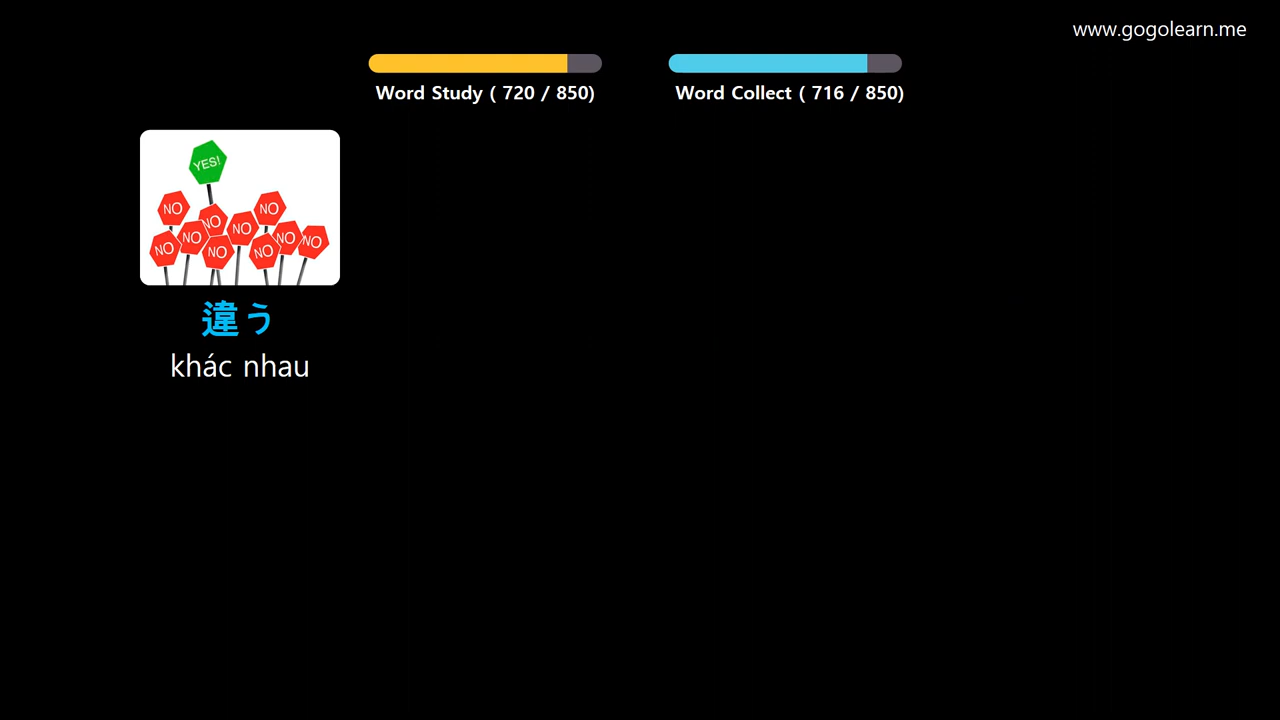 www.gogolearn.me
Word Study ( 720 / 850)
Word Collect ( 716 / 850)
YES!
NO
NO
NO
NO
NO
NO
NO
NO
NO
NO
違う
khác nhau